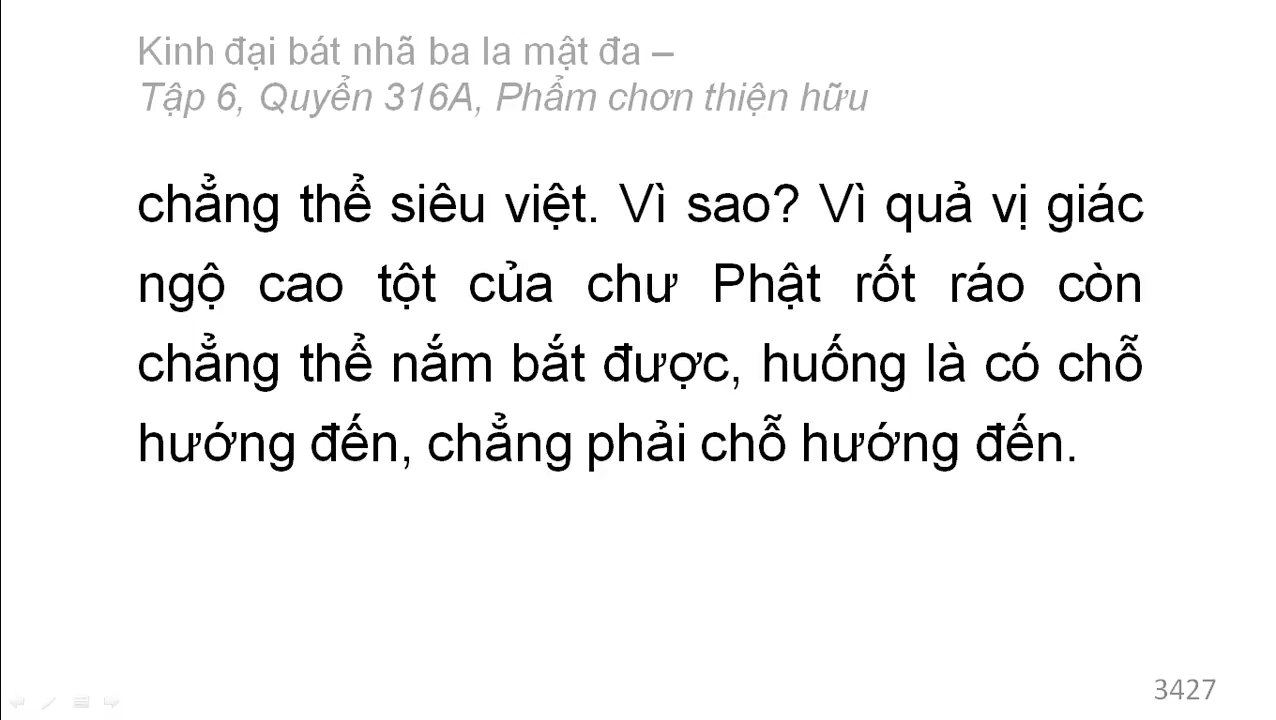 Kinh đại bát nhã ba la mật đa –
Tập 6, Quyển 316A, Phẩm chơn thiện hữu
chẳng thể siêu việt. Vì sao? Vì quả vị giác
ngộ cao tột của chư Phật rốt ráo còn
chẳng thể nắm bắt được, huống là có chỗ
hướng đến, chẳng phải chỗ hướng đến.
3427